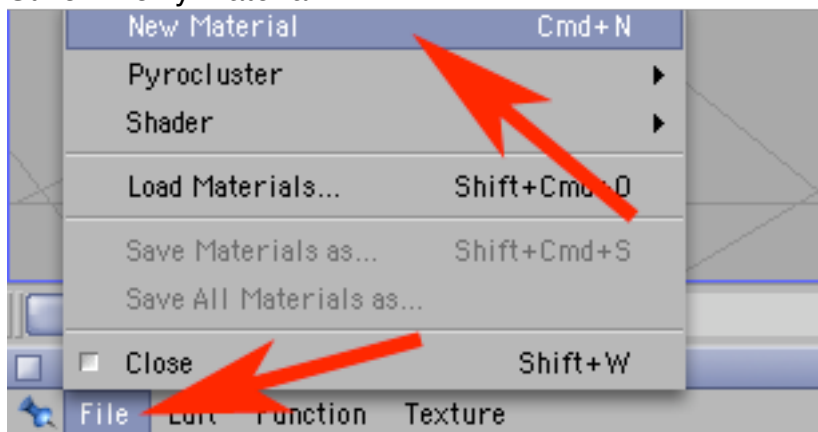 New Material Cmd+N
Pyrocluster
Shader
Load Materials... Shift+Cmd+O
Save Materials as... Shift+Cmd+S
Save All Materials as...
Close Shift+W
File Edit Function Texture